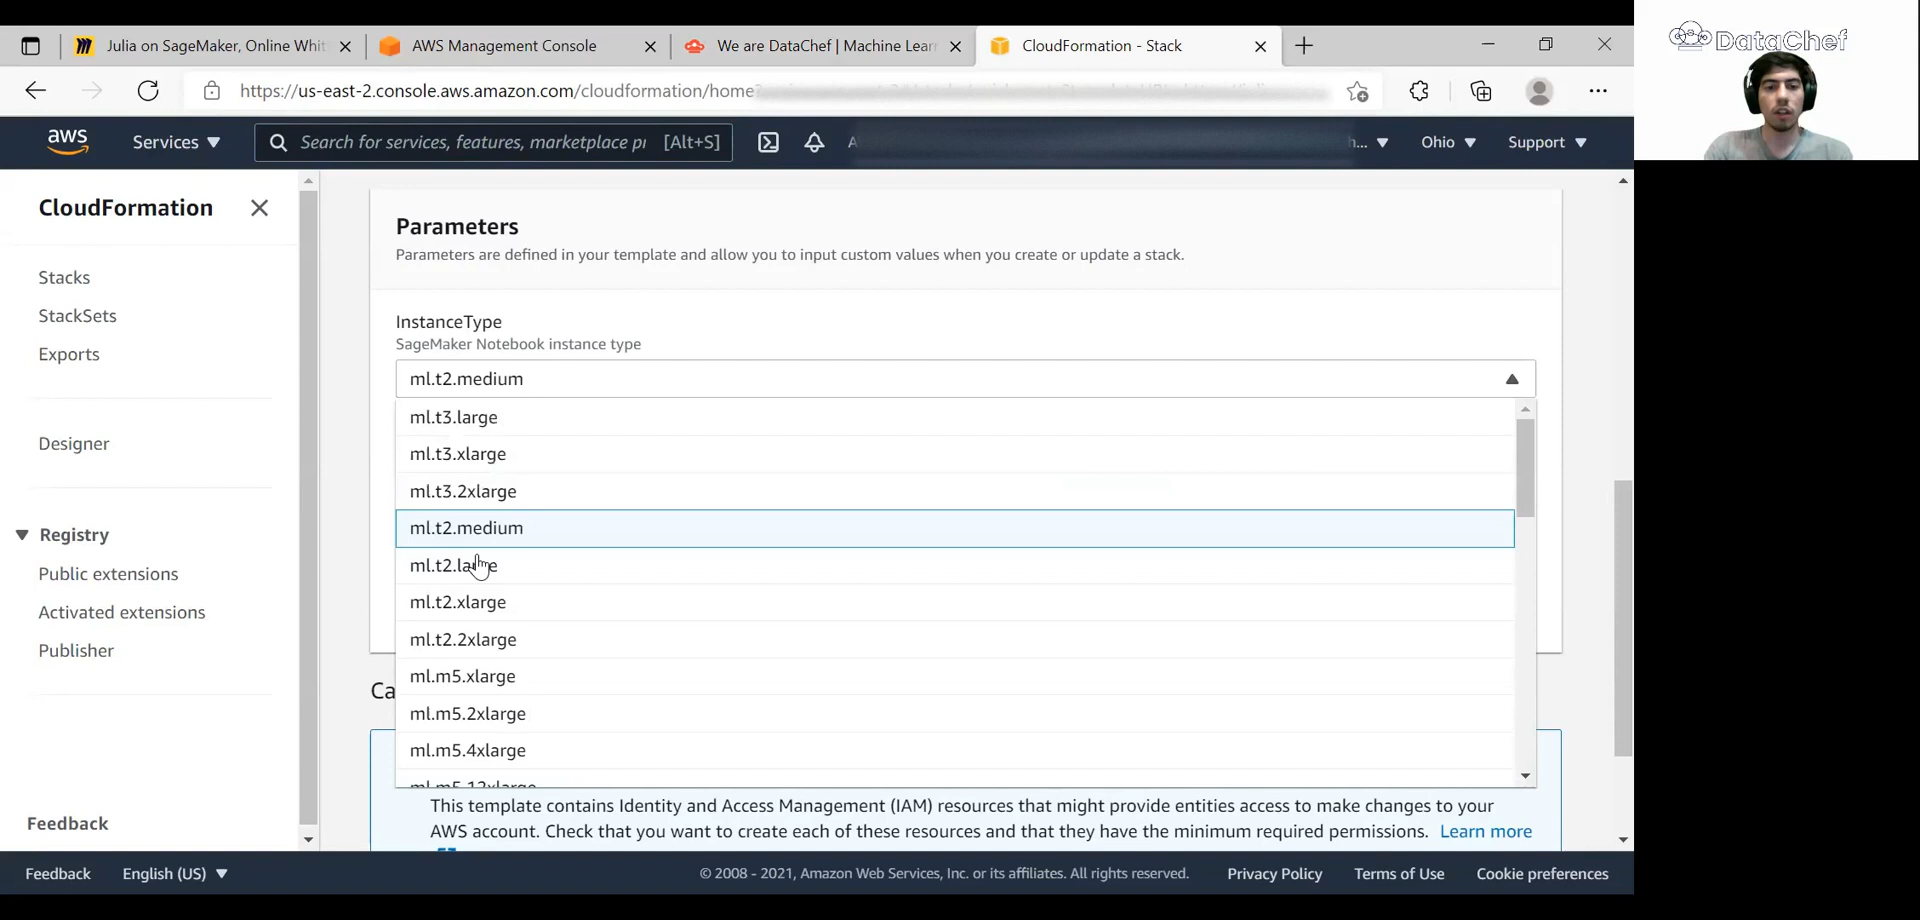 Julia on SageMaker, Online Whit
AWS Management Console
We are DataChef | Machine Lear
CloudFormation - Stack
DataChef
https://us-east-2.console.aws.amazon.com/cloudformation/home?
aws
Services
Search for services, features, marketplace pr [Alt+S]
A
h...
Ohio
Support
CloudFormation
Stacks
StackSets
Exports
Designer
Registry
Public extensions
Activated extensions
Publisher
Feedback
Parameters
Parameters are defined in your template and allow you to input custom values when you create or update a stack.
InstanceType
SageMaker Notebook instance type
ml.t2.medium
ml.t3.large
ml.t3.xlarge
ml.t3.2xlarge
ml.t2.medium
ml.t2.large
ml.t2.xlarge
ml.t2.2xlarge
ml.m5.xlarge
ml.m5.2xlarge
ml.m5.4xlarge
ml.m5.12xlarge
Ca
This template contains Identity and Access Management (IAM) resources that might provide entities access to make changes to your
AWS account. Check that you want to create each of these resources and that they have the minimum required permissions. Learn more
Feedback
English (US)
© 2008 - 2021, Amazon Web Services, Inc. or its affiliates. All rights reserved.
Privacy Policy
Terms of Use
Cookie preferences